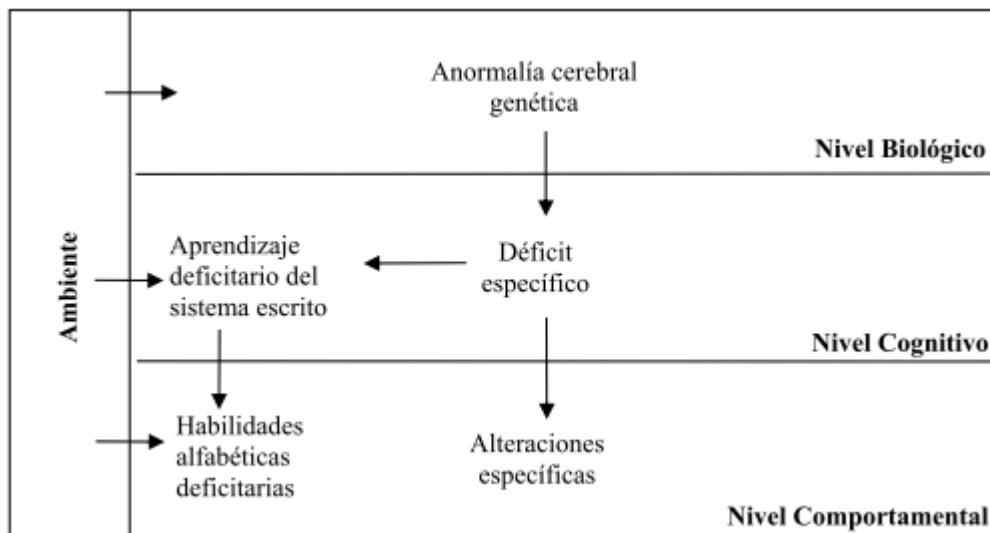 Ambiente
Anormalía cerebral
genética
Nivel Biológico
Aprendizaje
deficitario del
sistema escrito
Déficit
específico
Nivel Cognitivo
Habilidades
alfabéticas
deficitarias
Alteraciones
específicas
Nivel Comportamental